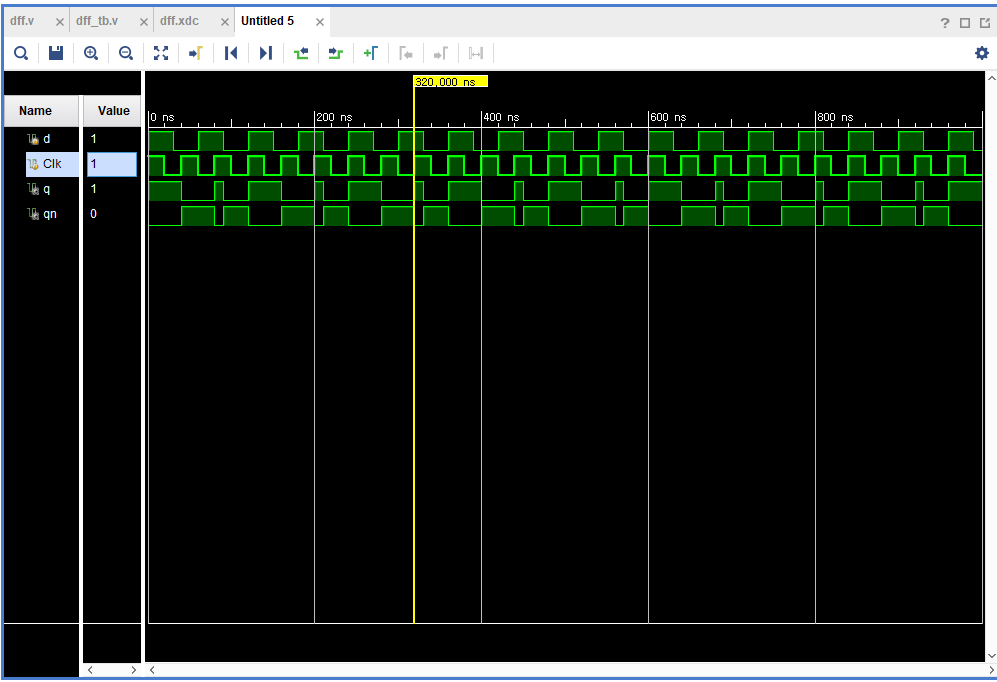 dff.v × dff_tb.v × dff.xdc × Untitled 5 × ?
320,000 ns
Name Value
0 ns 200 ns 400 ns 600 ns 800 ns
d 1
Clk 1
q 1
qn 0